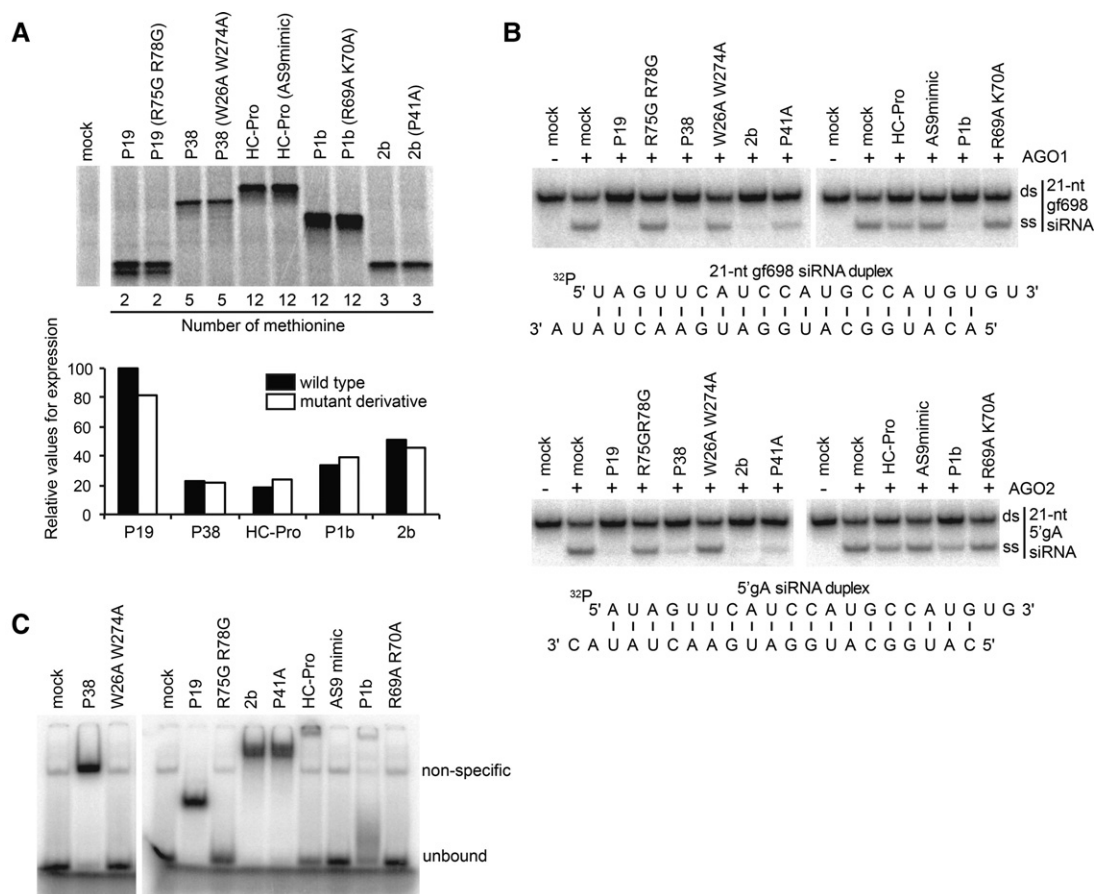 A
mock
P19
P19 (R75G R78G)
P38
P38 (W26A W274A)
HC-Pro
HC-Pro (AS9mimic)
P1b
P1b (R69A K70A)
2b
2b (P41A)
2 2 5 5 12 12 12 12 3 3
Number of methionine
Relative values for expression
100
80
60
40
20
0
wild type
mutant derivative
P19 P38 HC-Pro P1b 2b
B
mock
mock
P19
R75G R78G
P38
W26A W274A
2b
P41A
mock
mock
HC-Pro
AS9mimic
P1b
R69A K70A
- + + + + + + + - + + + + + AGO1
ds
ss
21-nt
gf698
siRNA
21-nt gf698 siRNA duplex
32P
5' U A G U U C A U C C A U G C C A U G U G U 3'
3' A U A U C A A G U A G G U A C G G U A C A 5'
mock
mock
P19
R75GR78G
P38
W26A W274A
2b
P41A
mock
mock
HC-Pro
AS9mimic
P1b
R69A K70A
- + + + + + + + - + + + + + AGO2
ds
ss
21-nt
5'gA
siRNA
5'gA siRNA duplex
32P
5' A U A G U U C A U C C A U G C C A U G U G 3'
3' C A U A U C A A G U A G G U A C G G U A C 5'
C
mock
P38
W26A W274A
mock
P19
R75G R78G
2b
P41A
HC-Pro
AS9 mimic
P1b
R69A R70A
non-specific
unbound